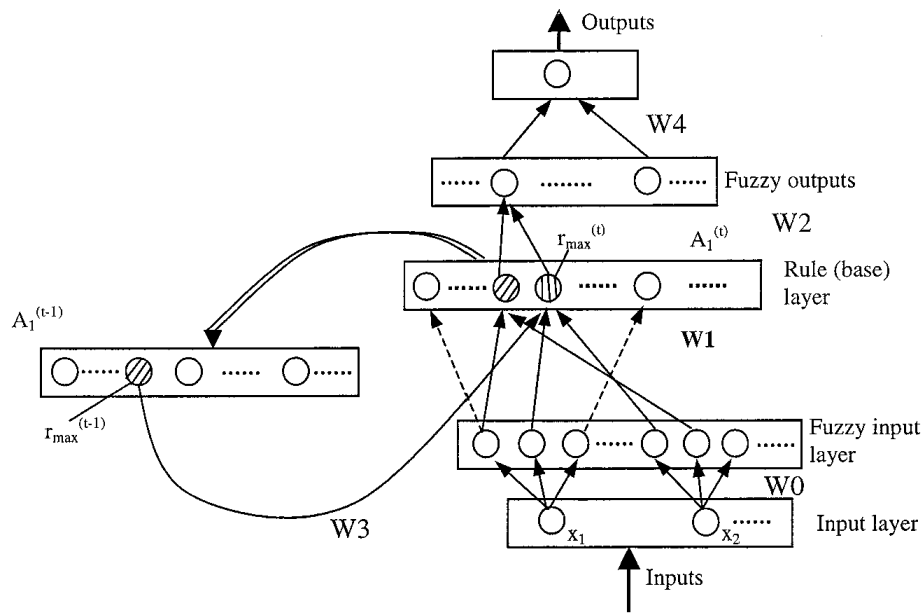 Outputs
W4
Fuzzy outputs
W2
r_max^(t)
A_1^(t)
Rule (base)
layer
A_1^(t-1)
W1
r_max^(t-1)
Fuzzy input
layer
W0
W3
x_1
x_2
Input layer
Inputs